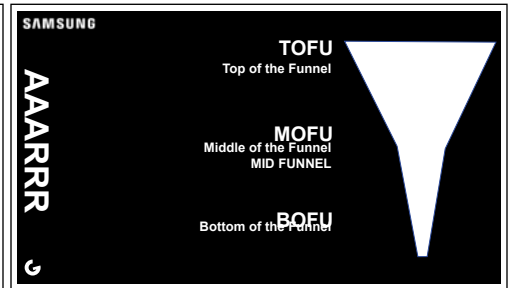 SAMSUNG
AAARRR
TOFU
Top of the Funnel
MOFU
Middle of the Funnel
MID FUNNEL
BOFU
Bottom of the Funnel